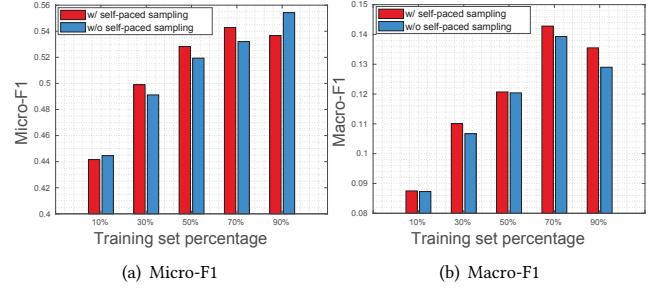 w/ self-paced sampling
w/o self-paced sampling
0.56
0.54
0.52
0.5
0.48
0.46
0.44
0.42
0.4
Micro-F1
10% 30% 50% 70% 90%
Training set percentage
(a) Micro-F1
w/ self-paced sampling
w/o self-paced sampling
0.15
0.14
0.13
0.12
0.11
0.1
0.09
0.08
Macro-F1
10% 30% 50% 70% 90%
Training set percentage
(b) Macro-F1